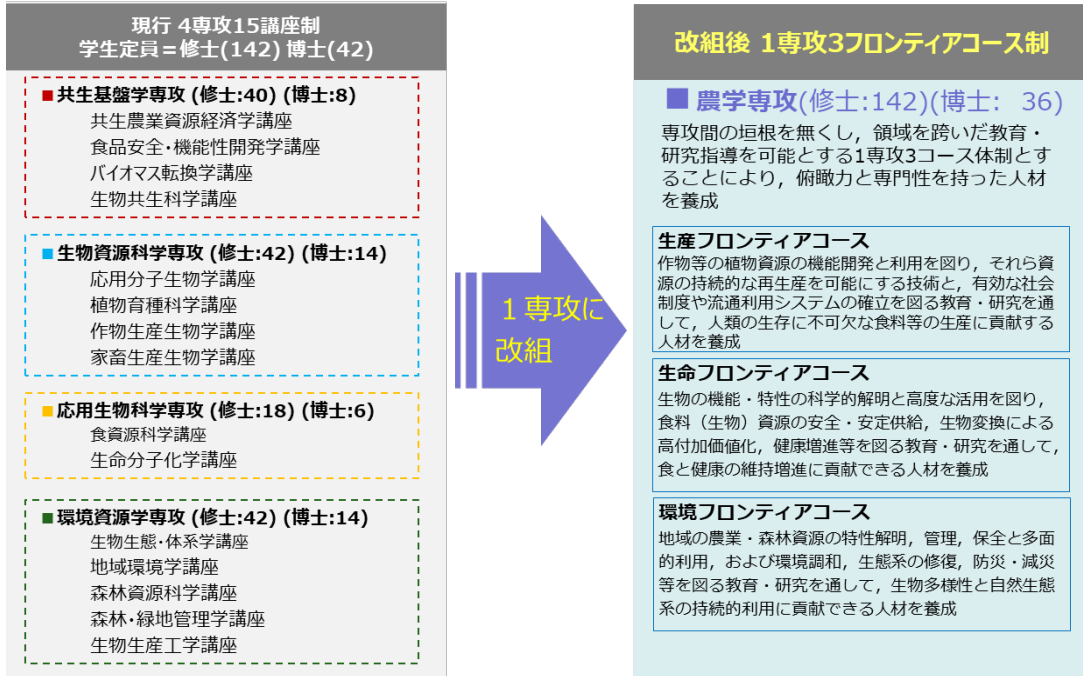 現行 4専攻15講座制
学生定員＝修士(142) 博士(42)
■共生基盤学専攻 (修士:40) (博士:8)
共生農業資源経済学講座
食品安全・機能性開発学講座
バイオマス転換学講座
生物共生科学講座
■生物資源科学専攻 (修士:42) (博士:14)
応用分子生物学講座
植物育種科学講座
作物生産生物学講座
家畜生産生物学講座
■応用生物科学専攻 (修士:18) (博士:6)
食資源科学講座
生命分子化学講座
■環境資源学専攻 (修士:42) (博士:14)
生物生態・体系学講座
地域環境学講座
森林資源科学講座
森林・緑地管理学講座
生物生産工学講座
１専攻に
改組
改組後 1専攻3フロンティアコース制
■農学専攻(修士:142)(博士: 36)
専攻間の垣根を無くし，領域を跨いだ教育・
研究指導を可能とする1専攻3コース体制とす
ることにより，俯瞰力と専門性を持った人材
を養成
生産フロンティアコース
作物等の植物資源の機能開発と利用を図り，それら資
源の持続的な再生産を可能にする技術と，有効な社会
制度や流通利用システムの確立を図る教育・研究を通
して，人類の生存に不可欠な食料等の生産に貢献する
人材を養成
生命フロンティアコース
生物の機能・特性の科学的解明と高度な活用を図り，
食料（生物）資源の安全・安定供給，生物変換による
高付加価値化，健康増進等を図る教育・研究を通して，
食と健康の維持増進に貢献できる人材を養成
環境フロンティアコース
地域の農業・森林資源の特性解明，管理，保全と多面
的利用，および環境調和，生態系の修復，防災・減災
等を図る教育・研究を通して，生物多様性と自然生態
系の持続的利用に貢献できる人材を養成